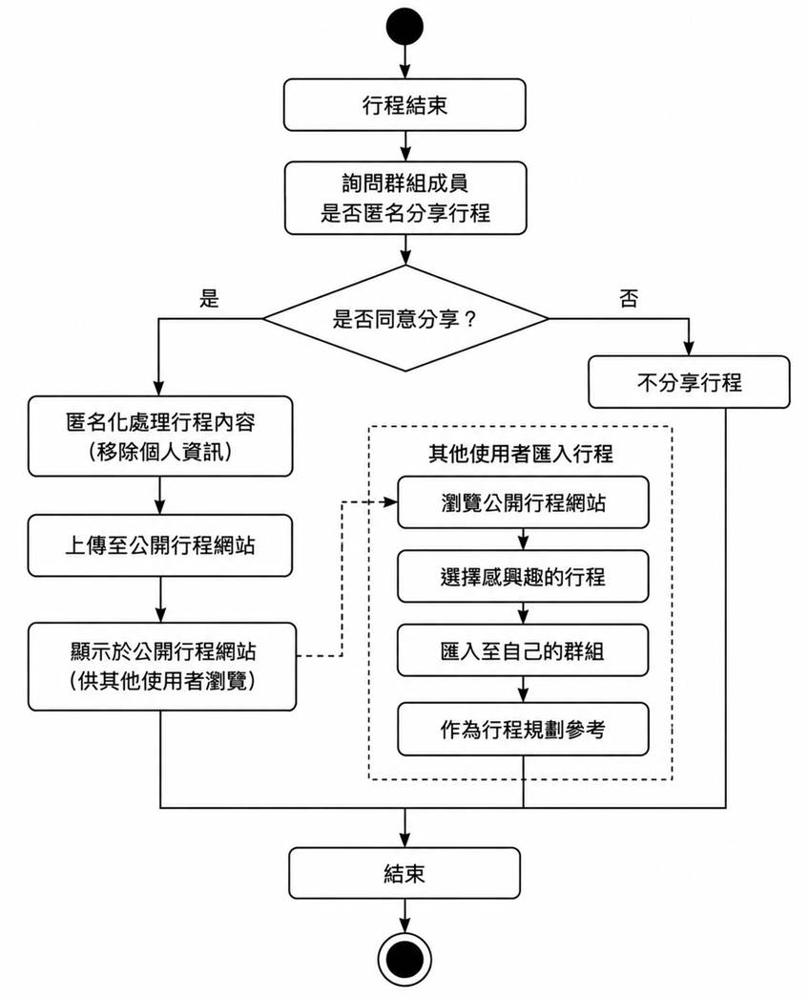 行程結束
詢問群組成員
是否匿名分享行程
是否同意分享？
是
否
不分享行程
匿名化處理行程內容
（移除個人資訊）
上傳至公開行程網站
顯示於公開行程網站
（供其他使用者瀏覽）
其他使用者匯入行程
瀏覽公開行程網站
選擇感興趣的行程
匯入至自己的群組
作為行程規劃參考
結束